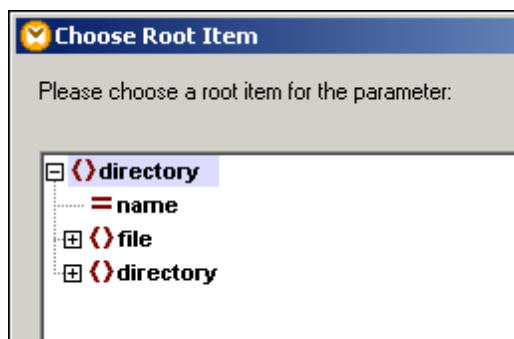 Choose Root Item
Please choose a root item for the parameter:
directory
name
file
directory